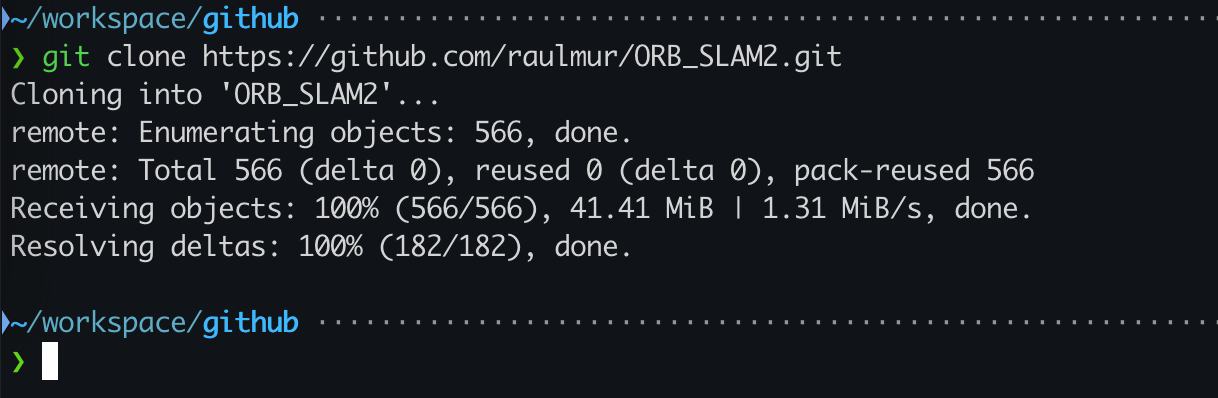 ~/workspace/github
❯ git clone https://github.com/raulmur/ORB_SLAM2.git
Cloning into 'ORB_SLAM2'...
remote: Enumerating objects: 566, done.
remote: Total 566 (delta 0), reused 0 (delta 0), pack-reused 566
Receiving objects: 100% (566/566), 41.41 MiB | 1.31 MiB/s, done.
Resolving deltas: 100% (182/182), done.
~/workspace/github
❯